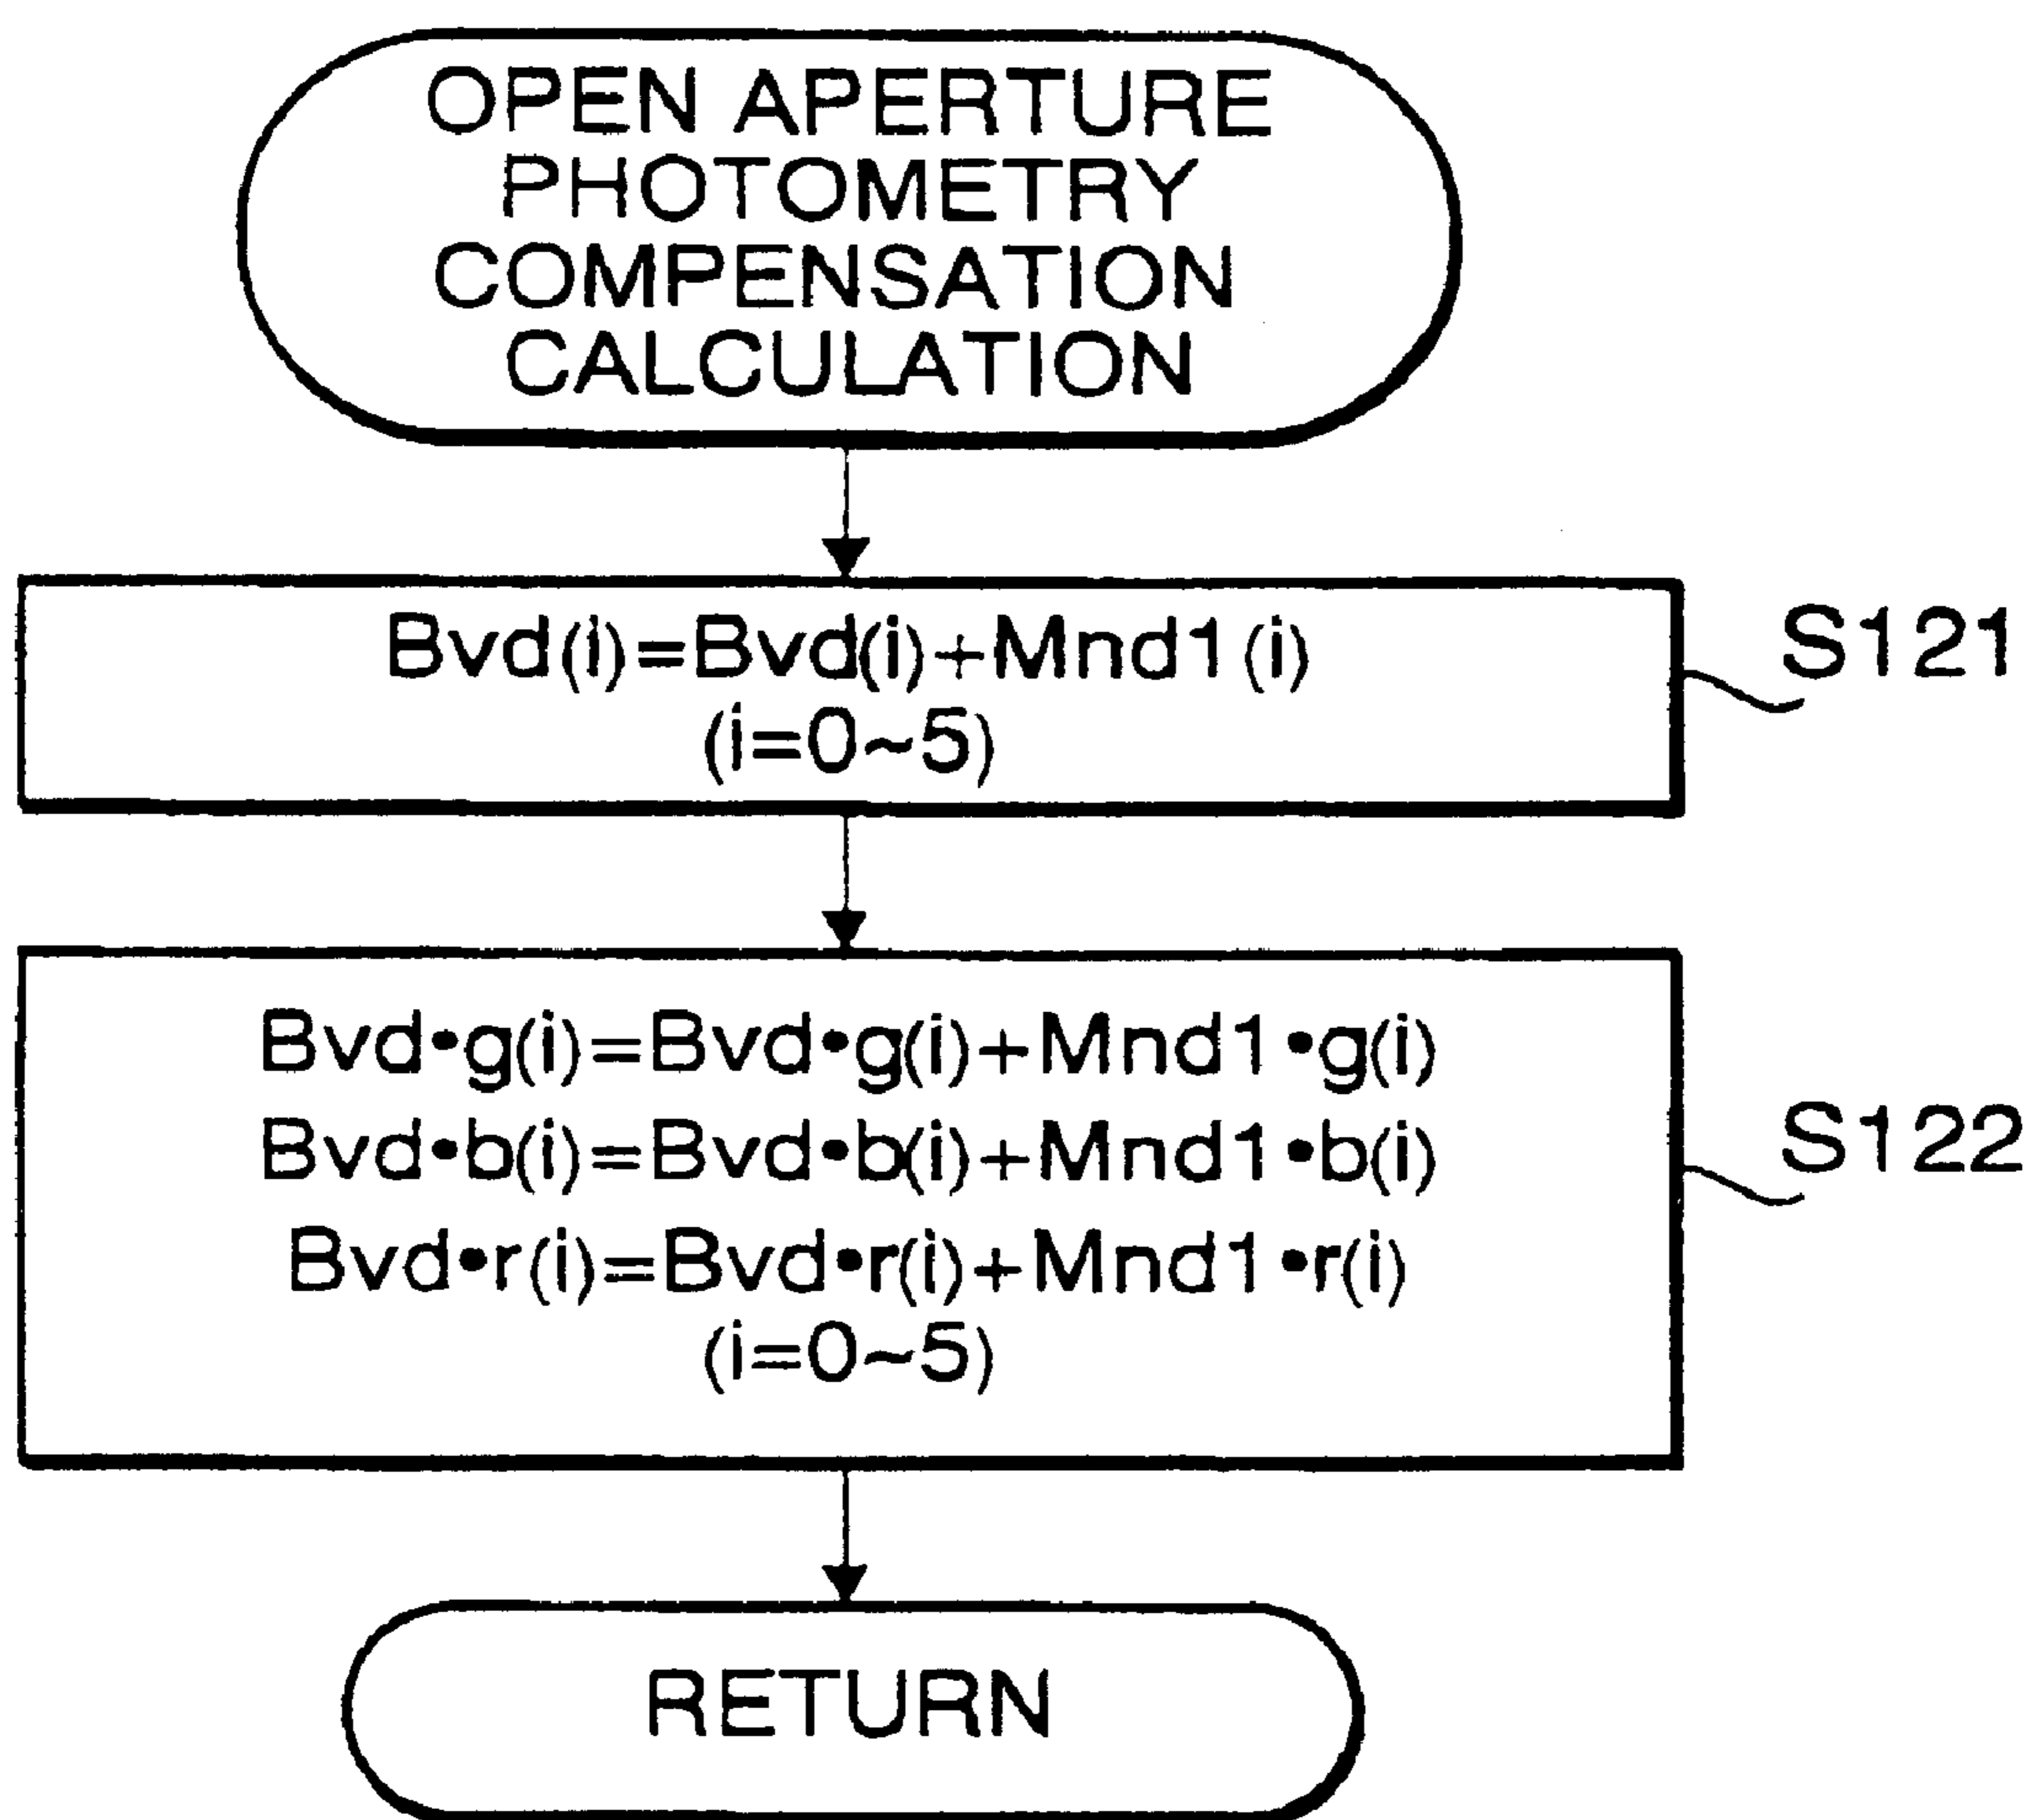 OPEN APERTURE
PHOTOMETRY
COMPENSATION
CALCULATION
Bvd(i)=Bvd(i)+Mnd1(i)
(i=0~5)
S121
Bvd•g(i)=Bvd•g(i)+Mnd1•g(i)
Bvd•b(i)=Bvd•b(i)+Mnd1•b(i)
Bvd•r(i)=Bvd•r(i)+Mnd1•r(i)
(i=0~5)
S122
RETURN